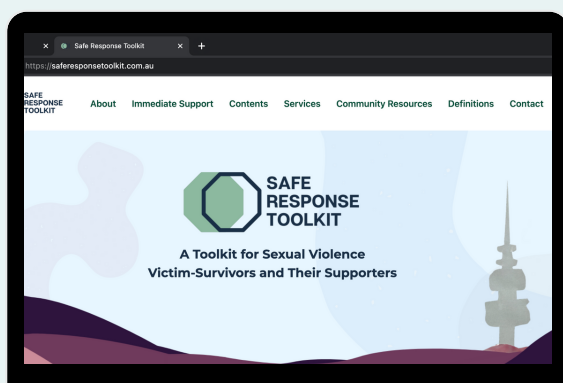 Safe Response Toolkit
https://saferesponsetoolkit.com.au
SAFE
RESPONSE
TOOLKIT
About Immediate Support Contents Services Community Resources Definitions Contact
SAFE
RESPONSE
TOOLKIT
A Toolkit for Sexual Violence
Victim-Survivors and Their Supporters